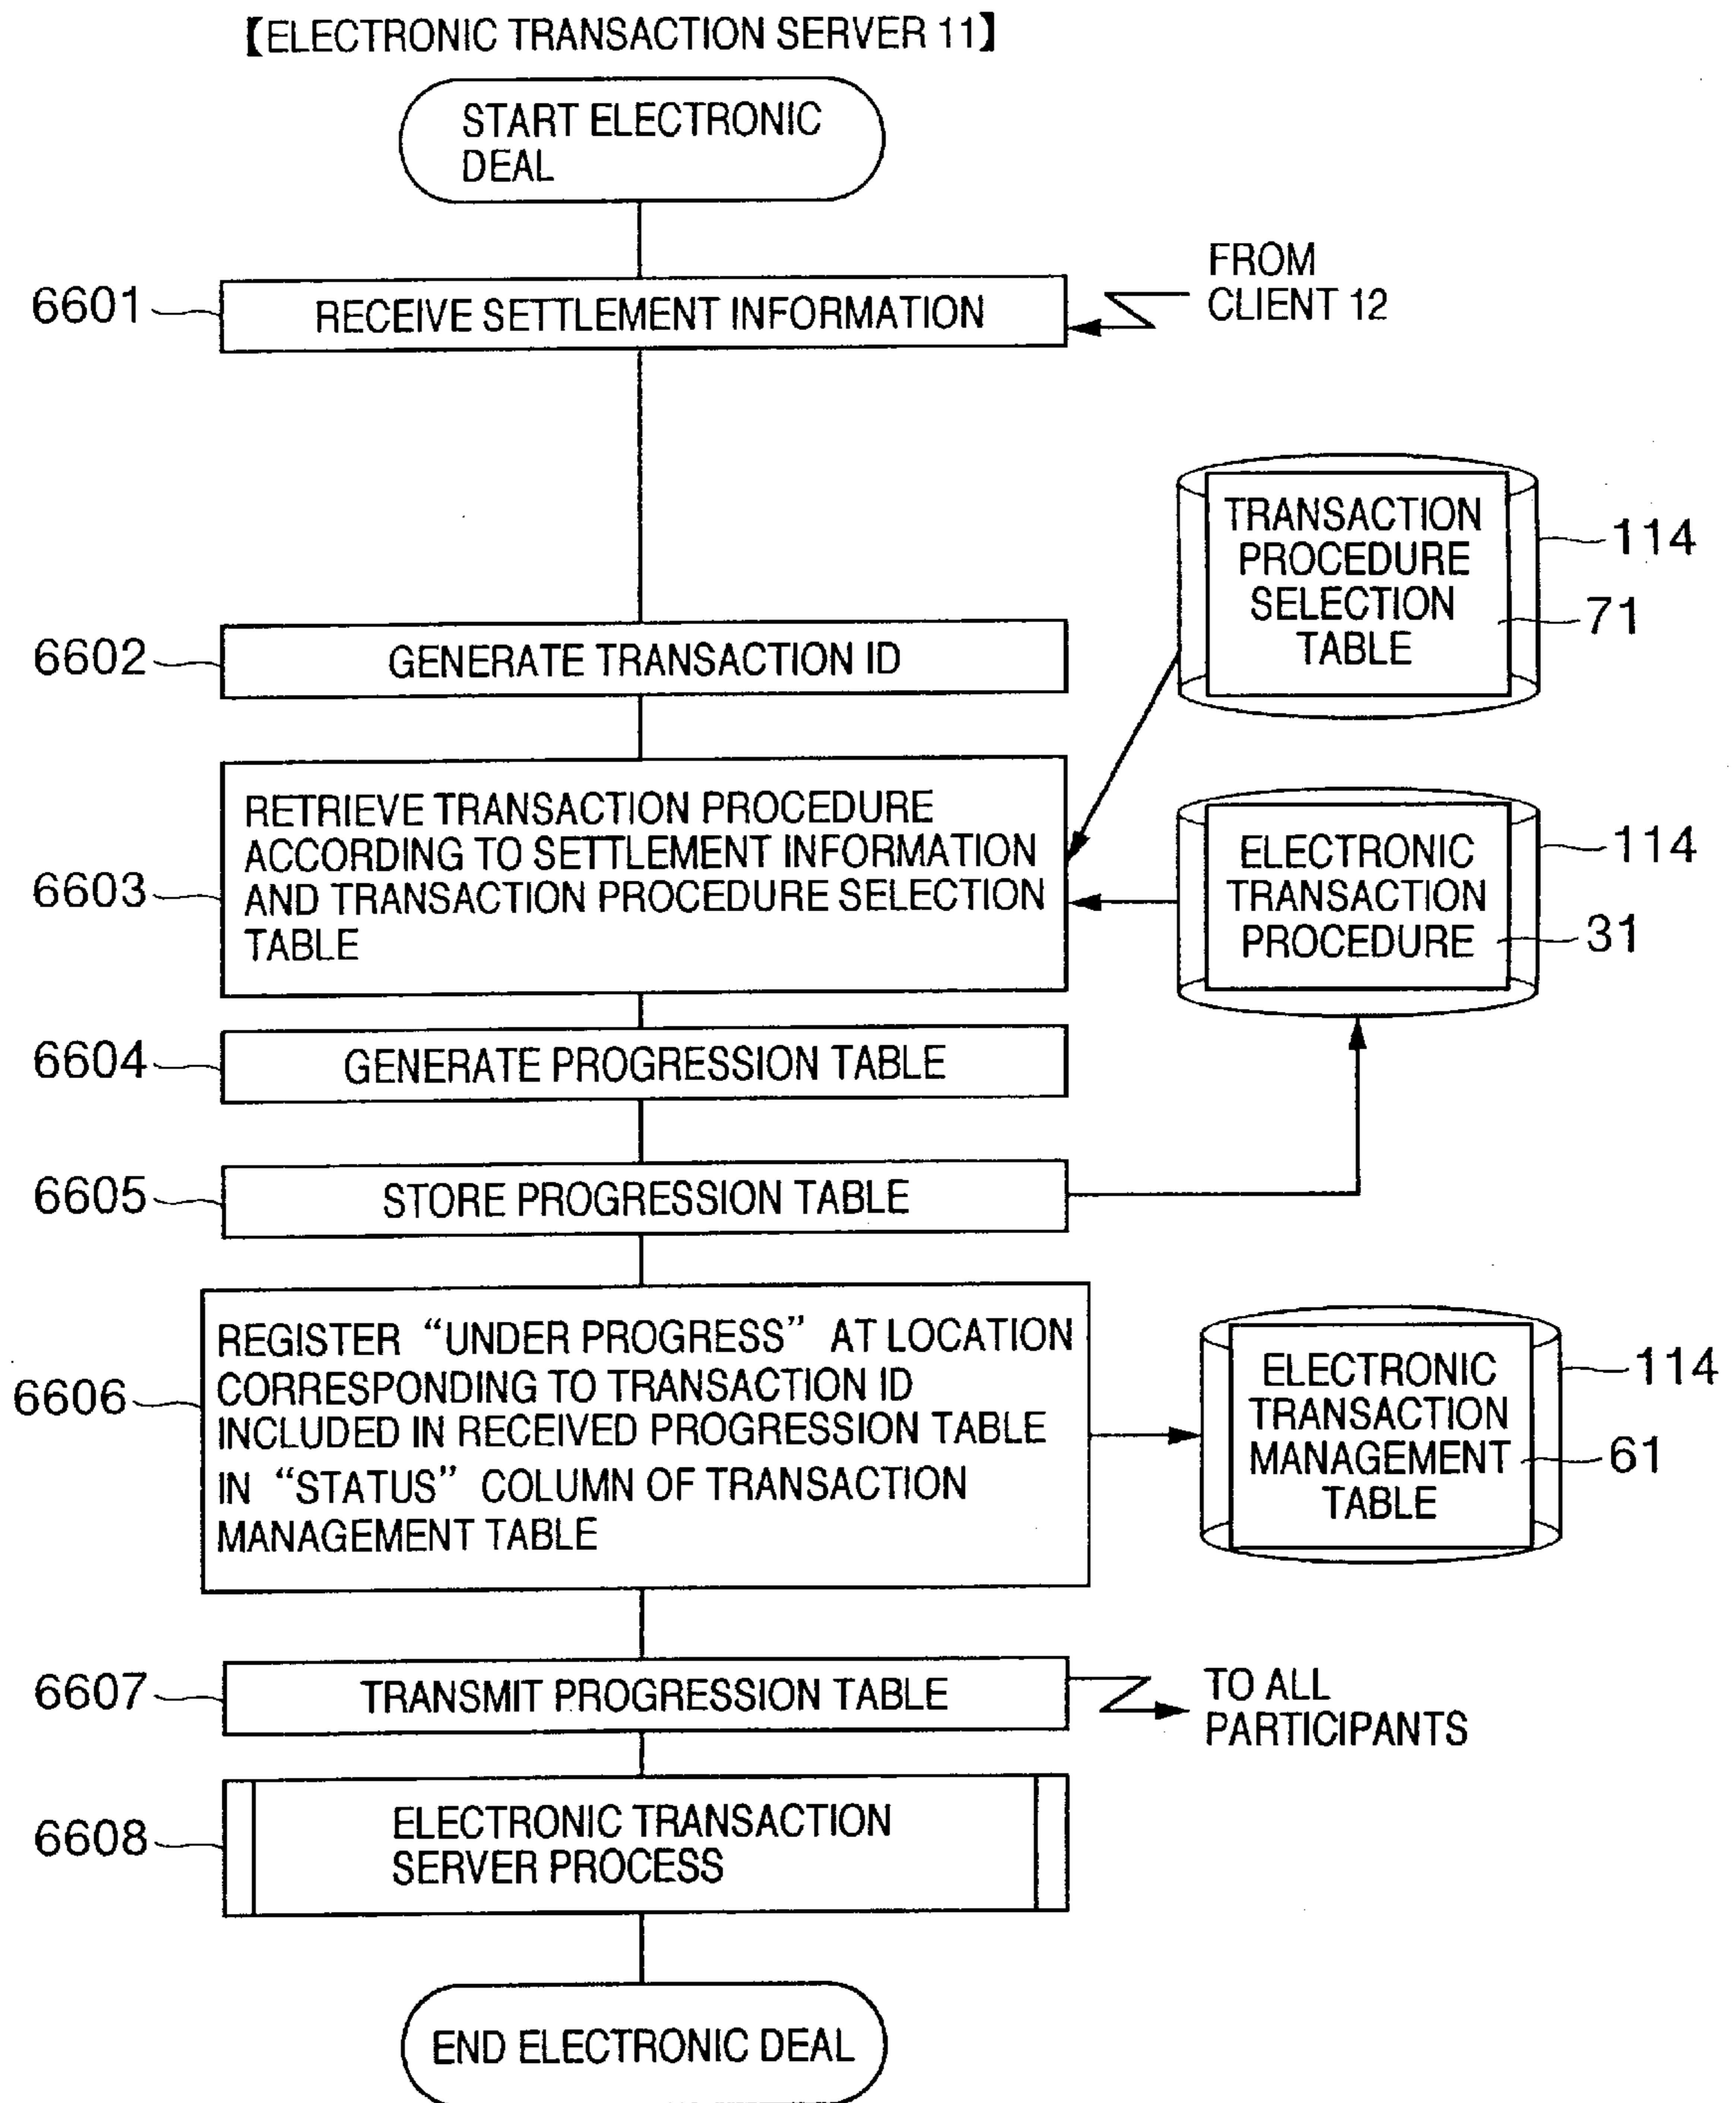 【ELECTRONIC TRANSACTION SERVER 11】
START ELECTRONIC
DEAL
FROM
CLIENT 12
6601
RECEIVE SETTLEMENT INFORMATION
TRANSACTION
PROCEDURE
SELECTION
TABLE
114
71
6602
GENERATE TRANSACTION ID
6603
RETRIEVE TRANSACTION PROCEDURE
ACCORDING TO SETTLEMENT INFORMATION
AND TRANSACTION PROCEDURE SELECTION
TABLE
ELECTRONIC
TRANSACTION
PROCEDURE
114
31
6604
GENERATE PROGRESSION TABLE
6605
STORE PROGRESSION TABLE
6606
REGISTER “UNDER PROGRESS” AT LOCATION
CORRESPONDING TO TRANSACTION ID
INCLUDED IN RECEIVED PROGRESSION TABLE
IN “STATUS” COLUMN OF TRANSACTION
MANAGEMENT TABLE
ELECTRONIC
TRANSACTION
MANAGEMENT
TABLE
114
61
6607
TRANSMIT PROGRESSION TABLE
TO ALL
PARTICIPANTS
6608
ELECTRONIC TRANSACTION
SERVER PROCESS
END ELECTRONIC DEAL